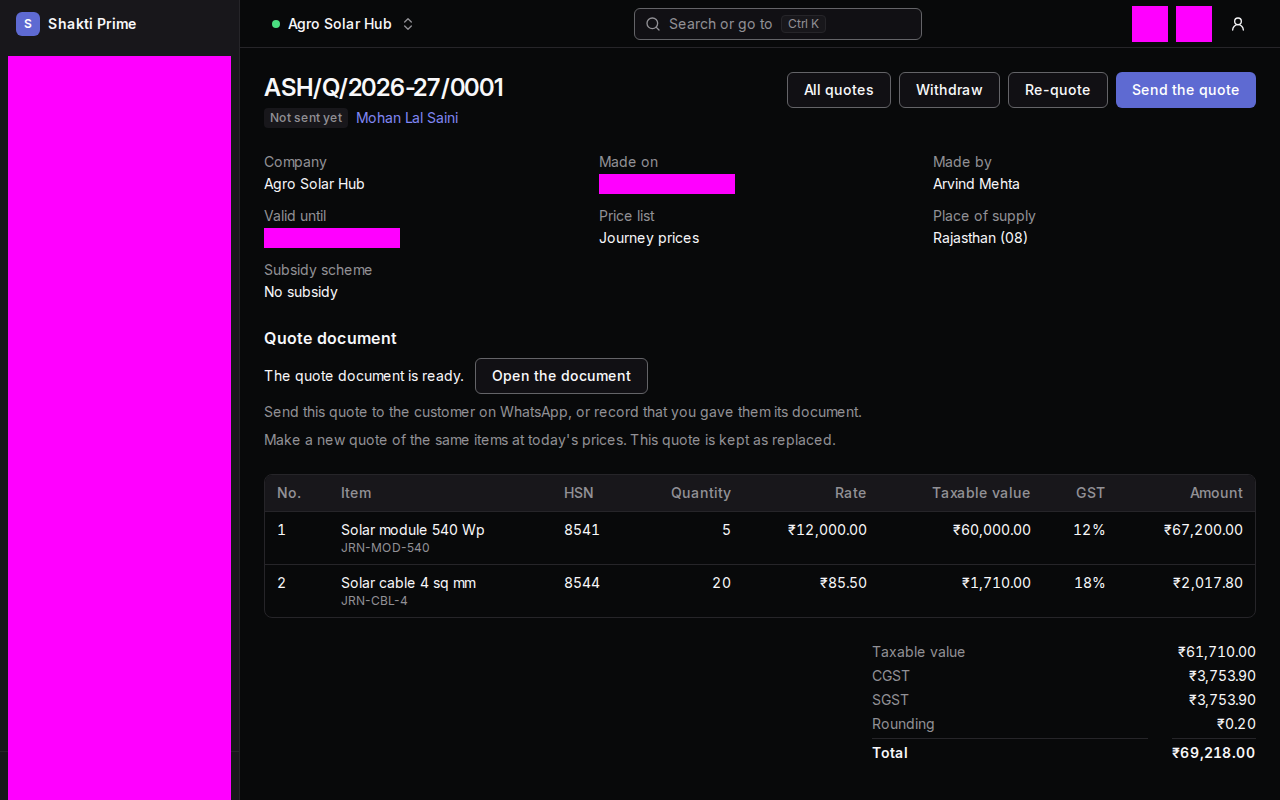 S Shakti Prime
Agro Solar Hub
Search or go to Ctrl K
ASH/Q/2026-27/0001
All quotes Withdraw Re-quote Send the quote
Not sent yet Mohan Lal Saini
Company Made on Made by
Agro Solar Hub Arvind Mehta
Valid until Price list Place of supply
Journey prices Rajasthan (08)
Subsidy scheme
No subsidy
Quote document
The quote document is ready. Open the document
Send this quote to the customer on WhatsApp, or record that you gave them its document.
Make a new quote of the same items at today's prices. This quote is kept as replaced.
No. Item HSN Quantity Rate Taxable value GST Amount
1 Solar module 540 Wp 8541 5 ₹12,000.00 ₹60,000.00 12% ₹67,200.00
JRN-MOD-540
2 Solar cable 4 sq mm 8544 20 ₹85.50 ₹1,710.00 18% ₹2,017.80
JRN-CBL-4
Taxable value ₹61,710.00
CGST ₹3,753.90
SGST ₹3,753.90
Rounding ₹0.20
Total ₹69,218.00